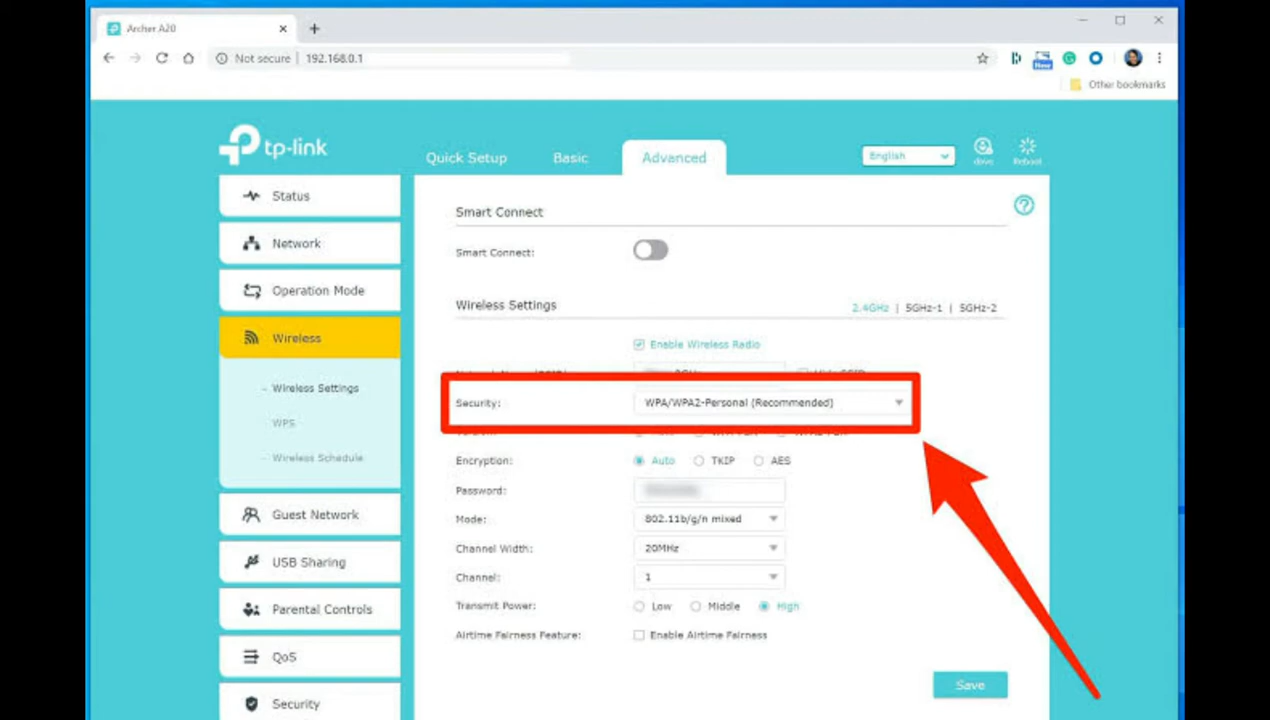 Archer A20
Not secure | 192.168.0.1
New
Other bookmarks
tp-link
Quick Setup Basic Advanced English Reboot
Status
Network
Operation Mode
Wireless
- Wireless Settings
- WPS
- Wireless Schedule
Guest Network
USB Sharing
Parental Controls
QoS
Security
Smart Connect
Smart Connect:
Wireless Settings 2.4GHz | 5GHz-1 | 5GHz-2
Enable Wireless Radio
Security: WPA/WPA2-Personal (Recommended)
Encryption: Auto TKIP AES
Password:
Mode: 802.11b/g/n mixed
Channel Width: 20MHz
Channel: 1
Transmit Power: Low Middle High
Airtime Fairness Feature: Enable Airtime Fairness
Save